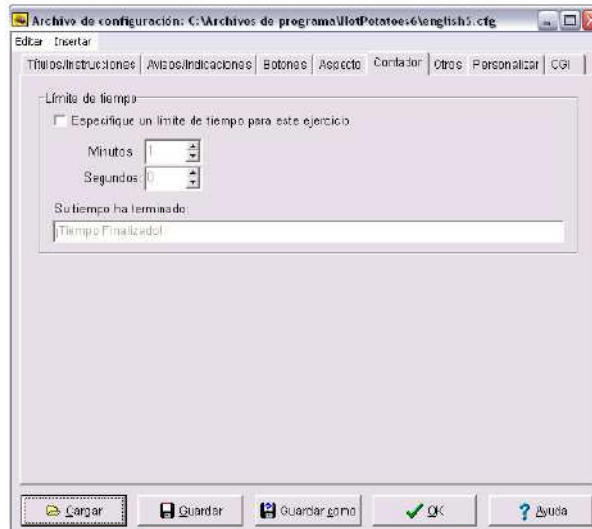 Archivo de configuración: C:\Archivos de programa\HotPotatoes6\english5.cfg
Editar Insertar
Títulos/Instrucciones Avisos/Indicaciones Botones Aspecto Contador Otros Personalizar CGI
Límite de tiempo
Especifique un límite de tiempo para este ejercicio
Minutos 1
Segundos 0
Su tiempo ha terminado
¡Tiempo Finalizado!
Cargar Guardar Guardar como OK Ayuda